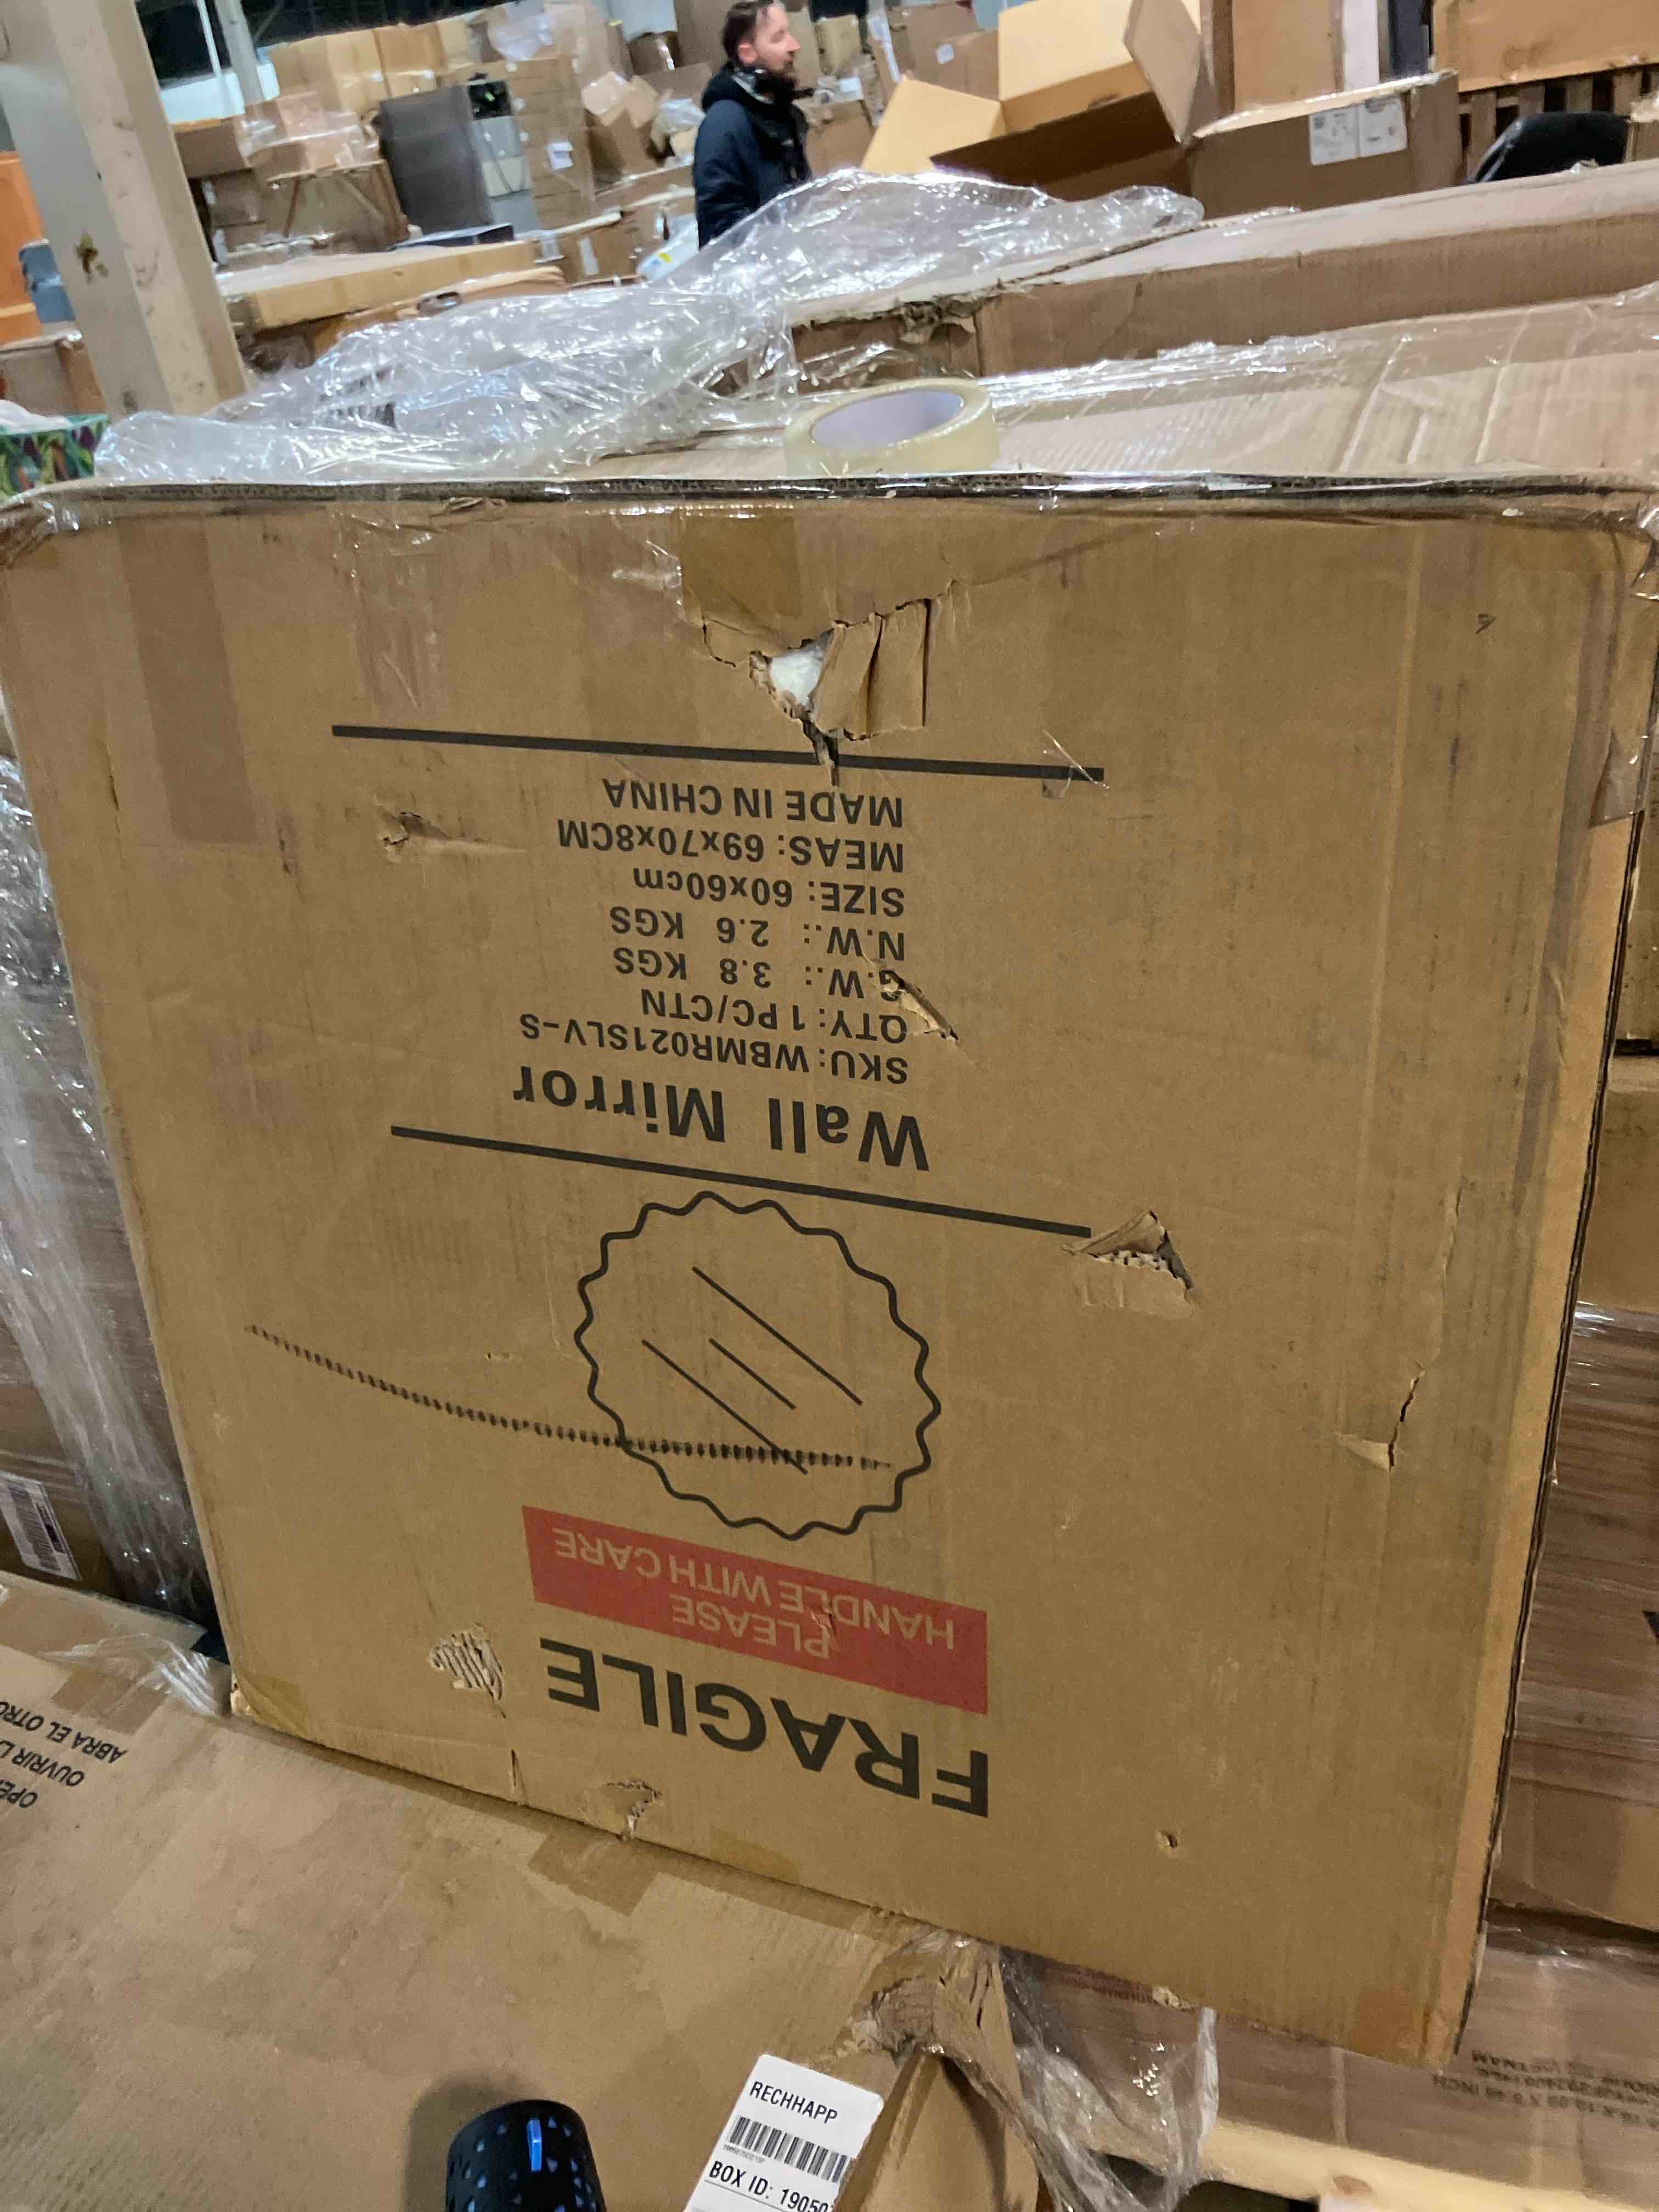 FRAGILE
PLEASE
HANDLE WITH CARE
Wall Mirror
SKU: WBMR021SLV-S
QTY: 1 PC/CTN
G.W.: 3.8 KGS
N.W.: 2.6 KGS
SIZE: 60x60cm
MEAS: 69x70x8CM
MADE IN CHINA
OUVRIR
ABRA EL OTRO
RECHHAPP
BOX ID: 19050